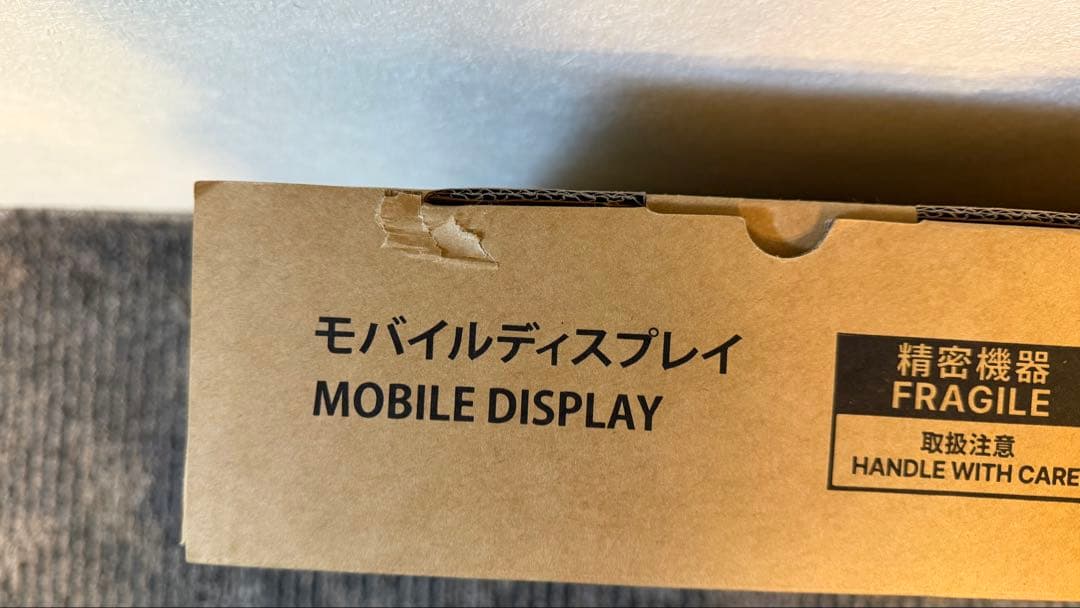 モバイルディスプレイ
MOBILE DISPLAY
精密機器
FRAGILE
取扱注意
HANDLE WITH CARE